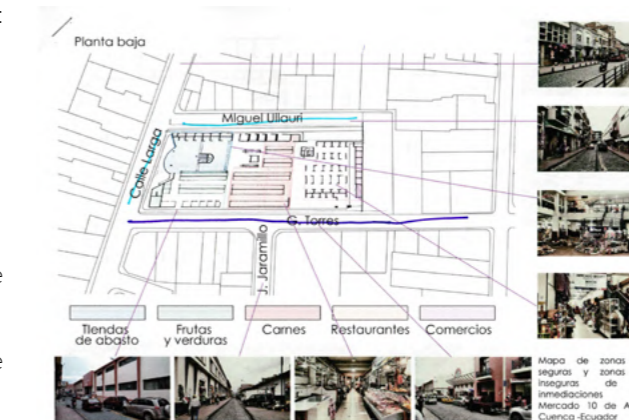 Planta baja
Miguel Ullauri
Calle Larga
G. Torres
J. Jaramillo
Tiendas
de abasto
Frutas
y verduras
Carnes
Restaurantes
Comercios
Mapa de zonas
seguras y zonas
inseguras de
inmediaciones
Mercado 10 de A
Cuenca -Ecuador
e
e